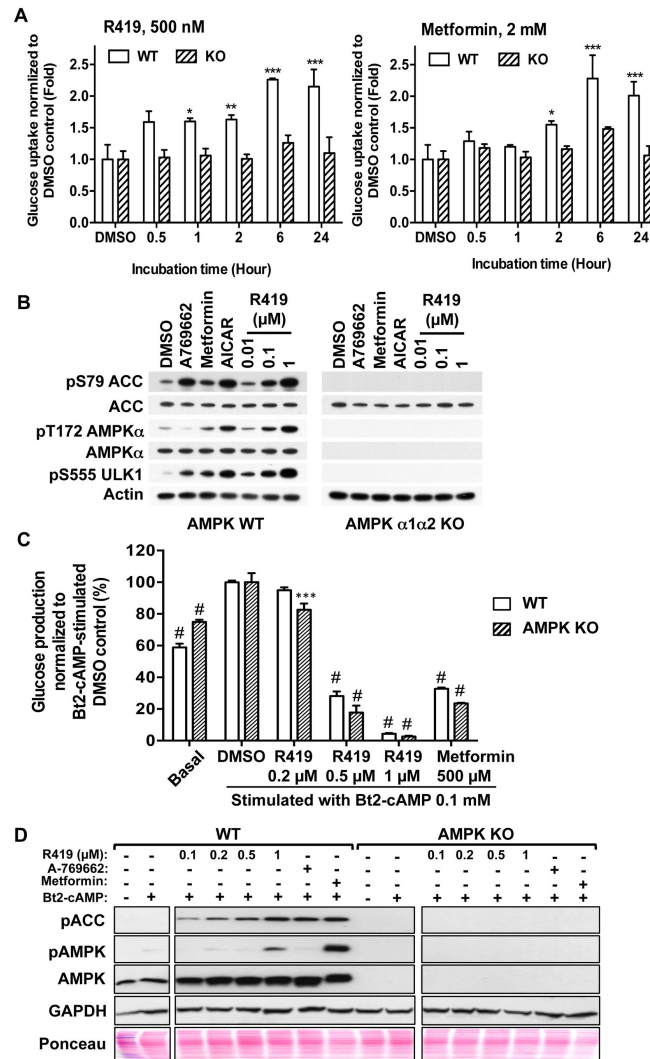 A
R419, 500 nM
WT KO
Glucose uptake normlized to
DMSO control (Fold)
2.5
2.0
1.5
1.0
0.5
0.0
* ** *** ***
DMSO 0.5 1 2 6 24
Incubation time (Hour)
Metformin, 2 mM
WT KO
Glucose uptake normlized to
DMSO control (Fold)
2.5
2.0
1.5
1.0
0.5
0.0
* *** ***
DMSO 0.5 1 2 6 24
Incubation time (Hour)
B
DMSO A769662 Metformin AICAR R419 (μM) 0.01 0.1 1
DMSO A769662 Metformin AICAR R419 (μM) 0.01 0.1 1
pS79 ACC
ACC
pT172 AMPKα
AMPKα
pS555 ULK1
Actin
AMPK WT AMPK α1α2 KO
C
Glucose production
normalized to
Bt2-cAMP-stimulated
DMSO control (%)
120
100
80
60
40
20
0
# # *** # # # # # #
WT
AMPK KO
Basal DMSO R419 R419 R419 Metformin
0.2 μM 0.5 μM 1 μM 500 μM
Stimulated with Bt2-cAMP 0.1 mM
D
WT AMPK KO
R419 (μM): - - 0.1 0.2 0.5 1 - - - - 0.1 0.2 0.5 1 - -
A-769662: - - - - - - + - - - - - - - + -
Metformin: - - - - - - - + - - - - - - - +
Bt2-cAMP: - + + + + + + + - + + + + + + +
pACC
pAMPK
AMPK
GAPDH
Ponceau